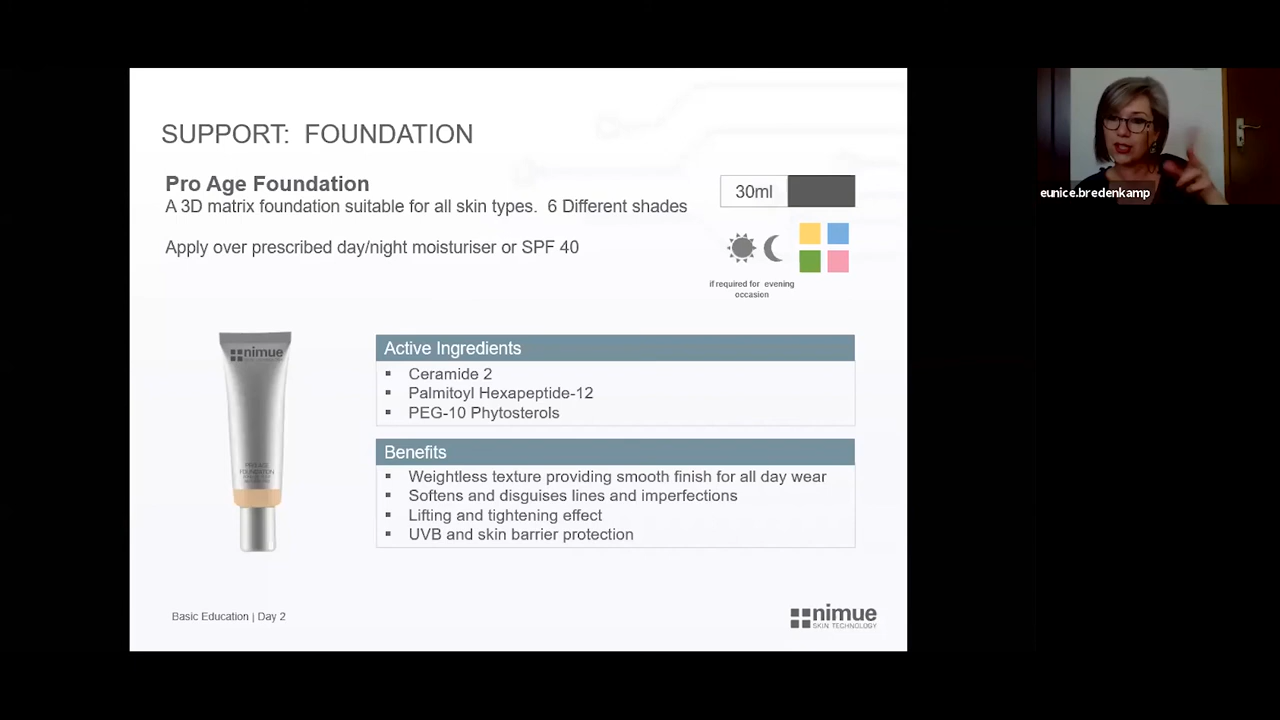 SUPPORT: FOUNDATION
Pro Age Foundation
A 3D matrix foundation suitable for all skin types. 6 Different shades
Apply over prescribed day/night moisturiser or SPF 40
30ml
if required for evening
occasion
eunice.bredenkamp
nimue
PRO AGE
FOUNDATION
Active Ingredients
▪ Ceramide 2
▪ Palmitoyl Hexapeptide-12
▪ PEG-10 Phytosterols
Benefits
▪ Weightless texture providing smooth finish for all day wear
▪ Softens and disguises lines and imperfections
▪ Lifting and tightening effect
▪ UVB and skin barrier protection
Basic Education | Day 2
nimue
SKIN TECHNOLOGY